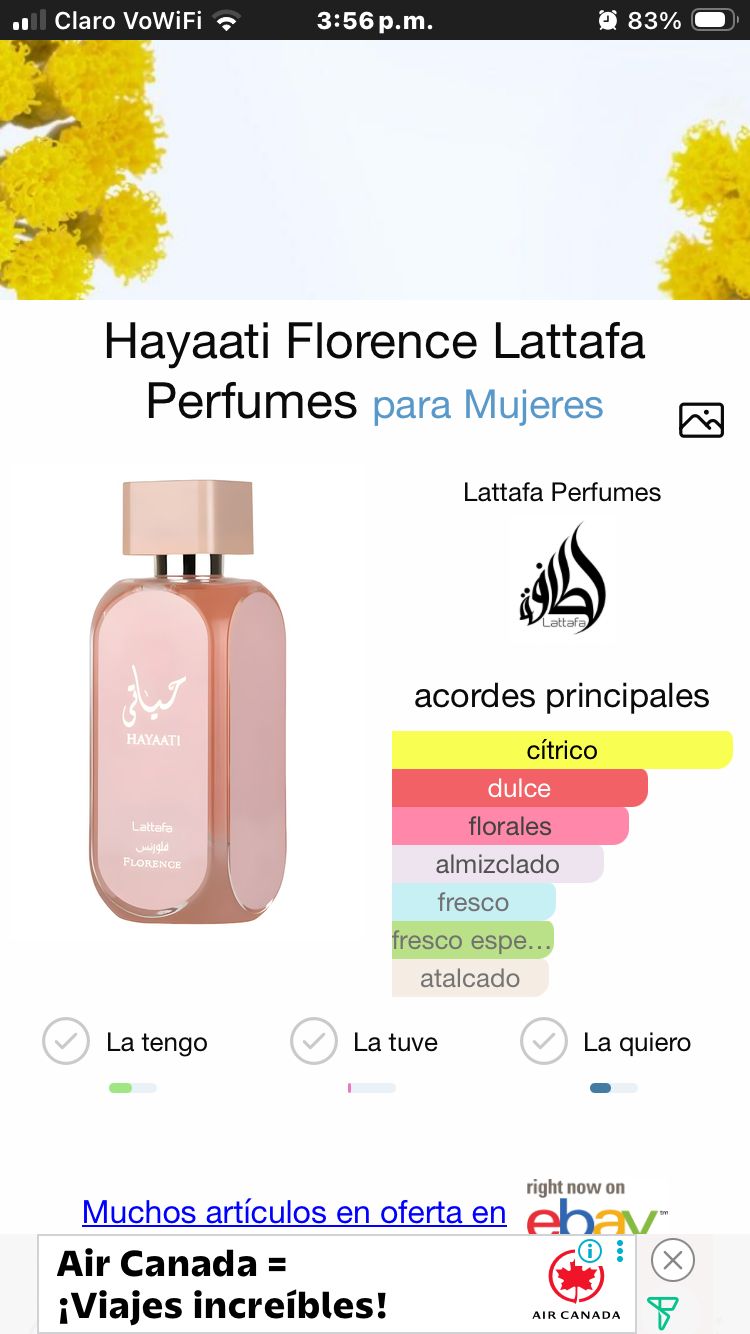 Claro VoWiFi 3:56 p.m. 83%
Hayaati Florence Lattafa
Perfumes para Mujeres
حياتي
HAYAATI
Lattafa
فلورنس
FLORENCE
Lattafa Perfumes
لطافة
Lattafa
acordes principales
cítrico
dulce
florales
almizclado
fresco
fresco espe...
atalcado
La tengo
La tuve
La quiero
Muchos artículos en oferta en
right now on
ebay™
Air Canada =
¡Viajes increíbles!
AIR CANADA